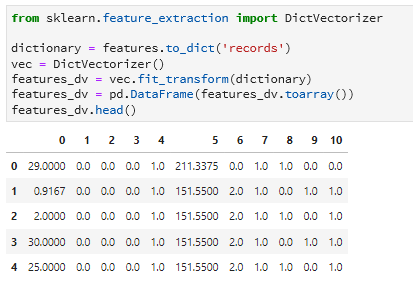 from sklearn.feature_extraction import DictVectorizer
dictionary = features.to_dict('records')
vec = DictVectorizer()
features_dv = vec.fit_transform(dictionary)
features_dv = pd.DataFrame(features_dv.toarray())
features_dv.head()
0 1 2 3 4 5 6 7 8 9 10
0 29.0000 0.0 0.0 0.0 1.0 211.3375 0.0 1.0 1.0 0.0 0.0
1 0.9167 0.0 0.0 0.0 1.0 151.5500 2.0 1.0 0.0 1.0 1.0
2 2.0000 0.0 0.0 0.0 1.0 151.5500 2.0 1.0 1.0 0.0 1.0
3 30.0000 0.0 0.0 0.0 1.0 151.5500 2.0 1.0 0.0 1.0 1.0
4 25.0000 0.0 0.0 0.0 1.0 151.5500 2.0 1.0 1.0 0.0 1.0